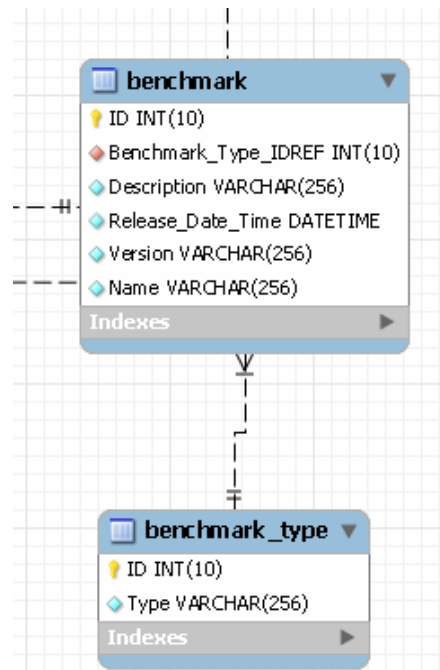 benchmark
ID INT(10)
Benchmark_Type_IDREF INT(10)
Description VARCHAR(256)
Release_Date_Time DATETIME
Version VARCHAR(256)
Name VARCHAR(256)
Indexes
benchmark_type
ID INT(10)
Type VARCHAR(256)
Indexes